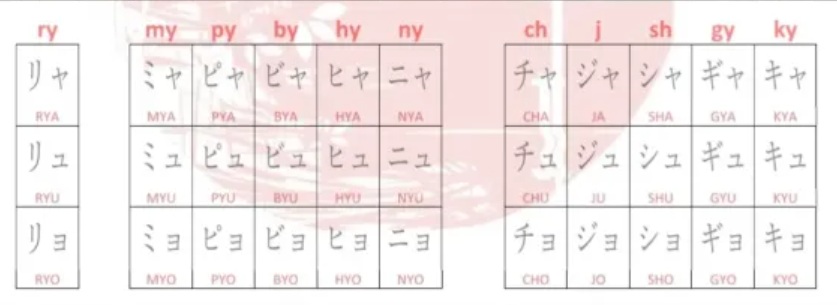 ry my py by hy ny ch j sh gy ky
リャ ミャ ピャ ビャ ヒャ ニャ チャ ジャ シャ ギャ キャ
RYA MYA PYA BYA HYA NYA CHA JA SHA GYA KYA
リュ ミュ ピュ ビュ ヒュ ニュ チュ ジュ シュ ギュ キュ
RYU MYU PYU BYU HYU NYU CHU JU SHU GYU KYU
リョ ミョ ピョ ビョ ヒョ ニョ チョ ジョ ショ ギョ キョ
RYO MYO PYO BYO HYO NYO CHO JO SHO GYO KYO